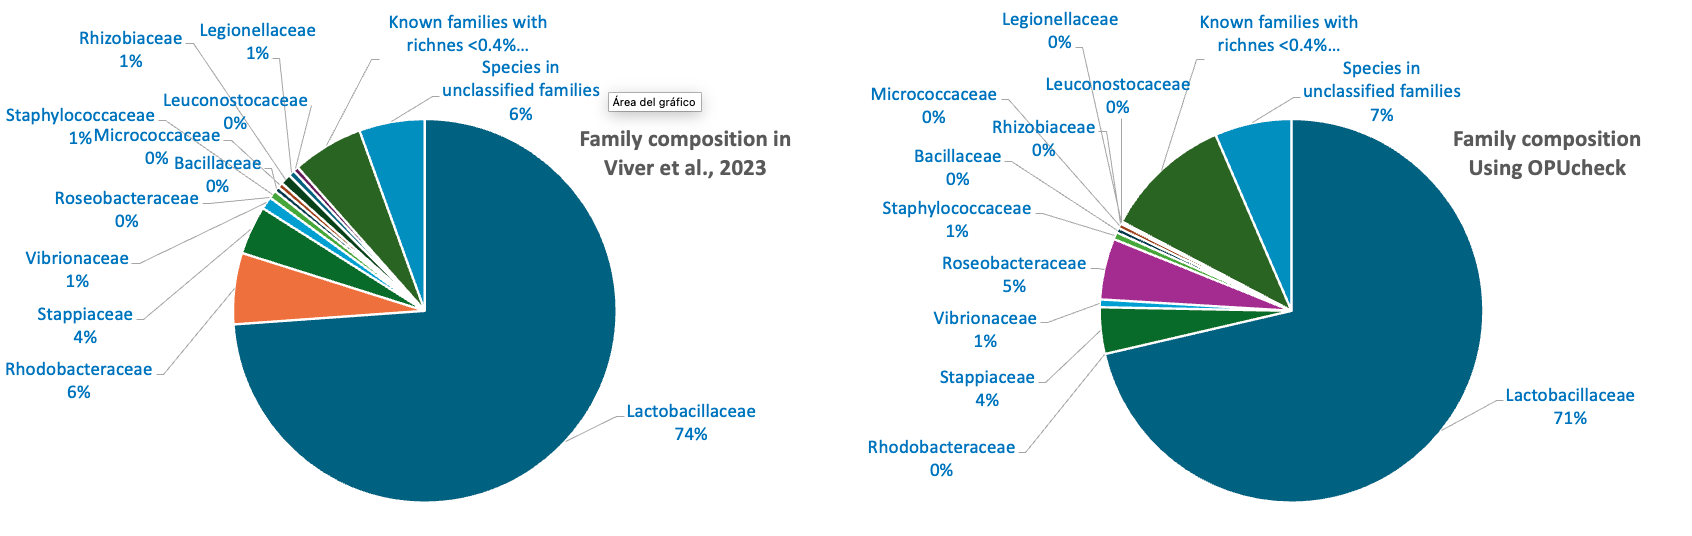 Known families with
richnes <0.4%...
Legionellaceae
1%
Rhizobiaceae
1%
Species in
unclassified families
6%
Leuconostocaceae
0%
Staphylococcaceae
1%
Micrococcaceae
0%
Bacillaceae
0%
Roseobacteraceae
0%
Vibrionaceae
1%
Stappiaceae
4%
Rhodobacteraceae
6%
Lactobacillaceae
74%
Área del gráfico
Family composition in
Viver et al., 2023
Legionellaceae
0%
Known families with
richnes <0.4%...
Species in
unclassified families
7%
Leuconostocaceae
0%
Micrococcaceae
0%
Rhizobiaceae
0%
Bacillaceae
0%
Staphylococcaceae
1%
Roseobacteraceae
5%
Vibrionaceae
1%
Stappiaceae
4%
Rhodobacteraceae
0%
Lactobacillaceae
71%
Family composition
Using OPUcheck